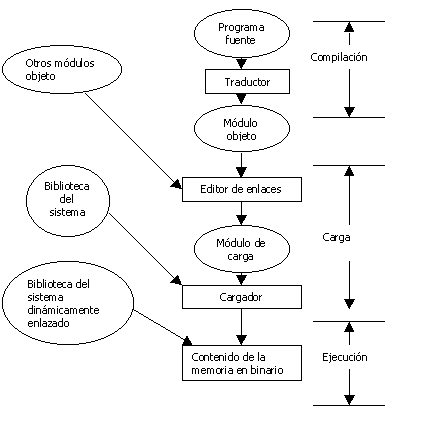 Programa
fuente
Compilación
Otros módulos
objeto
Traductor
Módulo
objeto
Biblioteca
del
sistema
Editor de enlaces
Módulo de
carga
Carga
Biblioteca del
sistema
dinámicamente
enlazado
Cargador
Contenido de la
memoria en binario
Ejecución